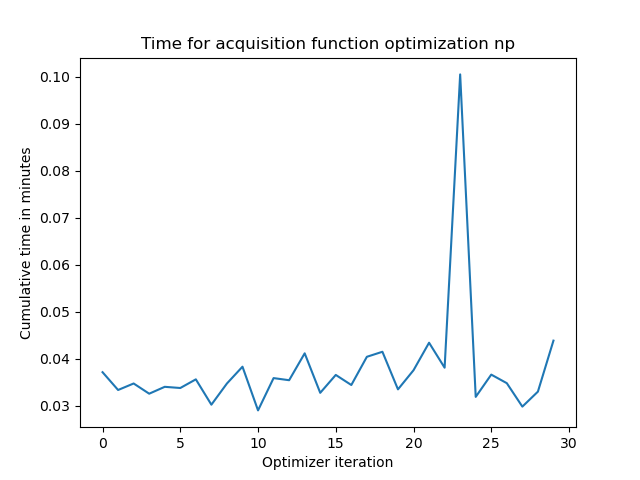 Time for acquisition function optimization np
Cumulative time in minutes
0.10
0.09
0.08
0.07
0.06
0.05
0.04
0.03
0 5 10 15 20 25 30
Optimizer iteration